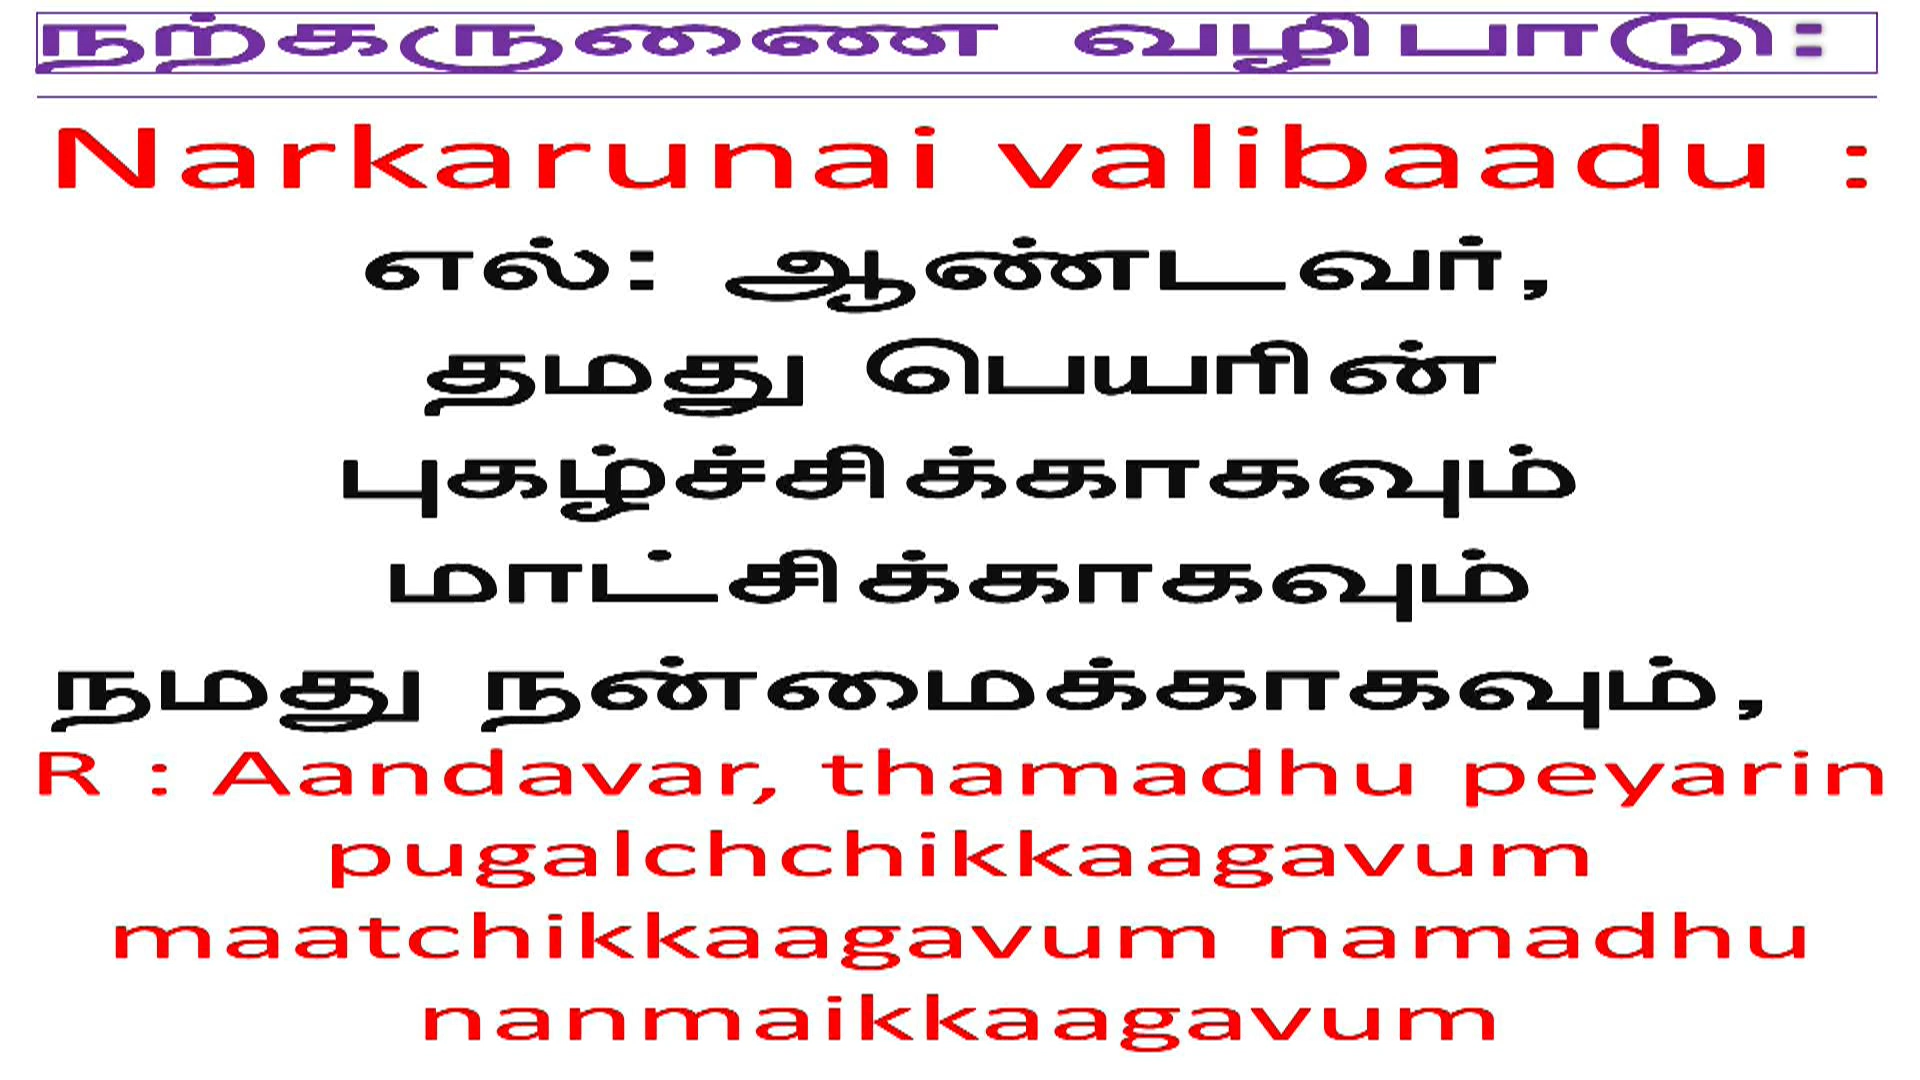 நற்கருணை வழிபாடு:
Narkarunai valibaadu :
எல்: ஆண்டவர்,
தமது பெயரின்
புகழ்ச்சிக்காகவும்
மாட்சிக்காகவும்
நமது நன்மைக்காகவும்,
R : Aandavar, thamadhu peyarin
pugalchchikkaagavum
maatchikkaagavum namadhu
nanmaikkaagavum